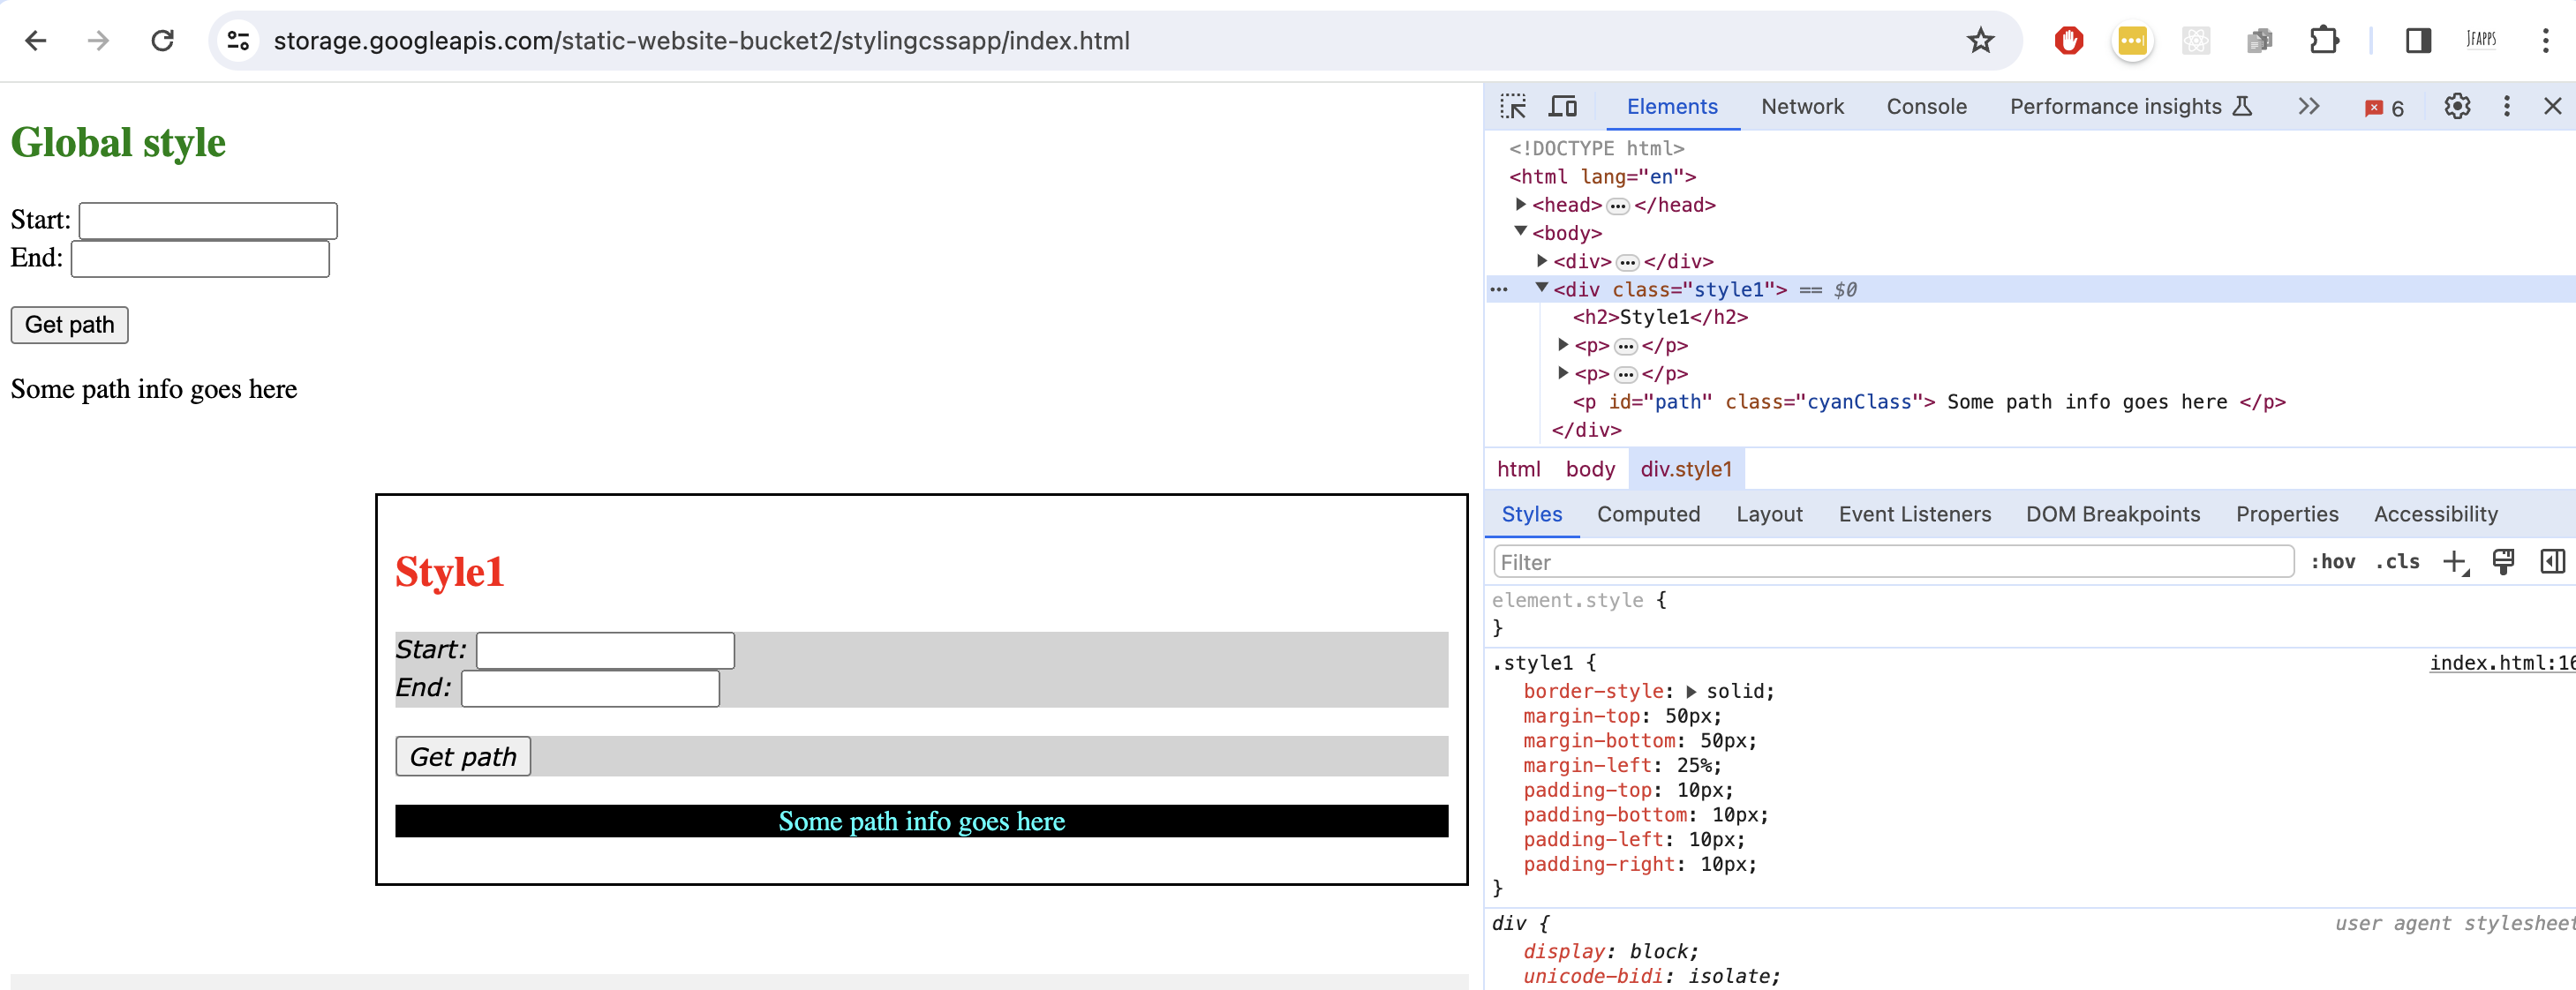 storage.googleapis.com/static-website-bucket2/stylingcssapp/index.html
JFAPPS
Global style
Start:
End:
Get path
Some path info goes here
Style1
Start:
End:
Get path
Some path info goes here
Elements Network Console Performance insights 6
<!DOCTYPE html>
<html lang="en">
<head>…</head>
<body>
<div>…</div>
… <div class="style1"> == $0
<h2>Style1</h2>
<p>…</p>
<p>…</p>
<p id="path" class="cyanClass"> Some path info goes here </p>
</div>
html body div.style1
Styles Computed Layout Event Listeners DOM Breakpoints Properties Accessibility
Filter :hov .cls
element.style {
}
.style1 { index.html:16
border-style: solid;
margin-top: 50px;
margin-bottom: 50px;
margin-left: 25%;
padding-top: 10px;
padding-bottom: 10px;
padding-left: 10px;
padding-right: 10px;
}
div { user agent stylesheet
display: block;
unicode-bidi: isolate;